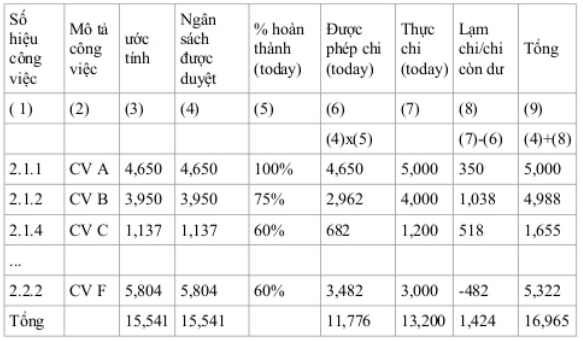 Số hiệu công việc | Mô tả công việc | ước tính | Ngân sách được duyệt | % hoàn thành (today) | Được phép chi (today) | Thực chi (today) | Lạm chi/chi còn dư | Tổng
( 1) | (2) | (3) | (4) | (5) | (6) | (7) | (8) | (9)
(4)x(5) | (7)-(6) | (4)+(8)
2.1.1 | CV A | 4,650 | 4,650 | 100% | 4,650 | 5,000 | 350 | 5,000
2.1.2 | CV B | 3,950 | 3,950 | 75% | 2,962 | 4,000 | 1,038 | 4,988
2.1.4 | CV C | 1,137 | 1,137 | 60% | 682 | 1,200 | 518 | 1,655
...
2.2.2 | CV F | 5,804 | 5,804 | 60% | 3,482 | 3,000 | -482 | 5,322
Tổng | 15,541 | 15,541 | 11,776 | 13,200 | 1,424 | 16,965